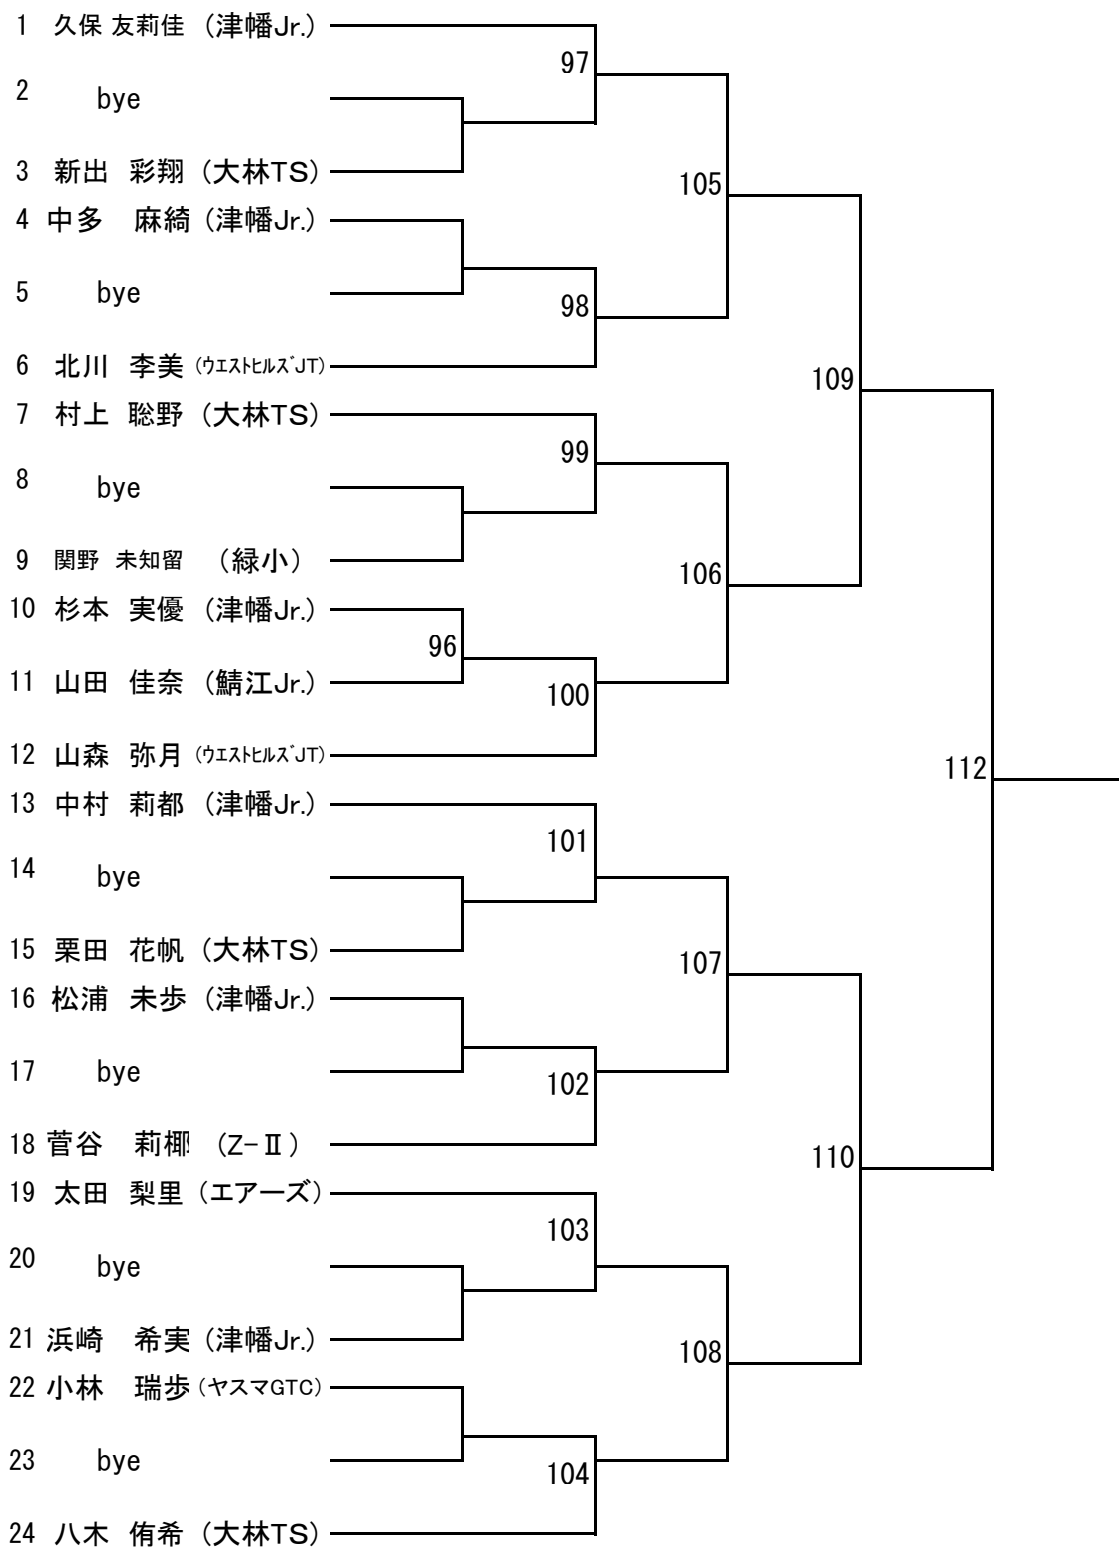 1 久保 友莉佳 (津幡Jr.)
97
2 bye
3 新出 彩翔 (大林TS)
105
4 中多 麻綺 (津幡Jr.)
5 bye
98
6 北川 李美 (ウエストヒルズJT)
109
7 村上 聡野 (大林TS)
99
8 bye
9 関野 未知留 (緑小)
106
10 杉本 実優 (津幡Jr.)
96
11 山田 佳奈 (鯖江Jr.)
100
12 山森 弥月 (ウエストヒルズJT)
112
13 中村 莉都 (津幡Jr.)
101
14 bye
15 栗田 花帆 (大林TS)
107
16 松浦 未歩 (津幡Jr.)
17 bye
102
18 菅谷 莉椰 (Z-Ⅱ)
110
19 太田 梨里 (エアーズ)
103
20 bye
21 浜崎 希実 (津幡Jr.)
108
22 小林 瑞歩 (ヤスマGTC)
23 bye
104
24 八木 侑希 (大林TS)